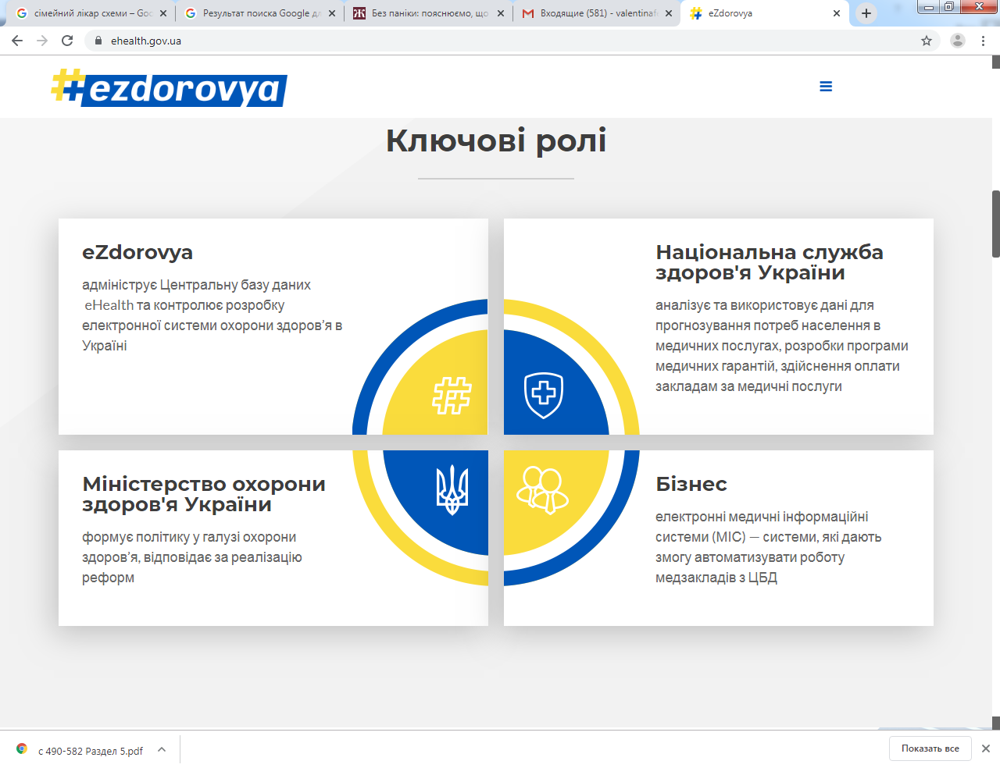 сімейний лікар схеми – Goo
Результат поиска Google дл
Без паніки: пояснюємо, що
Входящие (581) - valentinaf
eZdorovya
ehealth.gov.ua
#ezdorovya
Ключові ролі
eZdorovya
адмініструє Центральну базу даних
eHealth та контролює розробку
електронної системи охорони здоров’я в
Україні
Національна служба
здоров'я України
аналізує та використовує дані для
прогнозування потреб населення в
медичних послугах, розробки програми
медичних гарантій, здійснення оплати
закладам за медичні послуги
Міністерство охорони
здоров'я України
формує політику у галузі охорони
здоров’я, відповідає за реалізацію
реформ
Бізнес
електронні медичні інформаційні
системи (МІС) — системи, які дають
змогу автоматизувати роботу
медзакладів з ЦБД
с 490-582 Раздел 5.pdf
Показать все